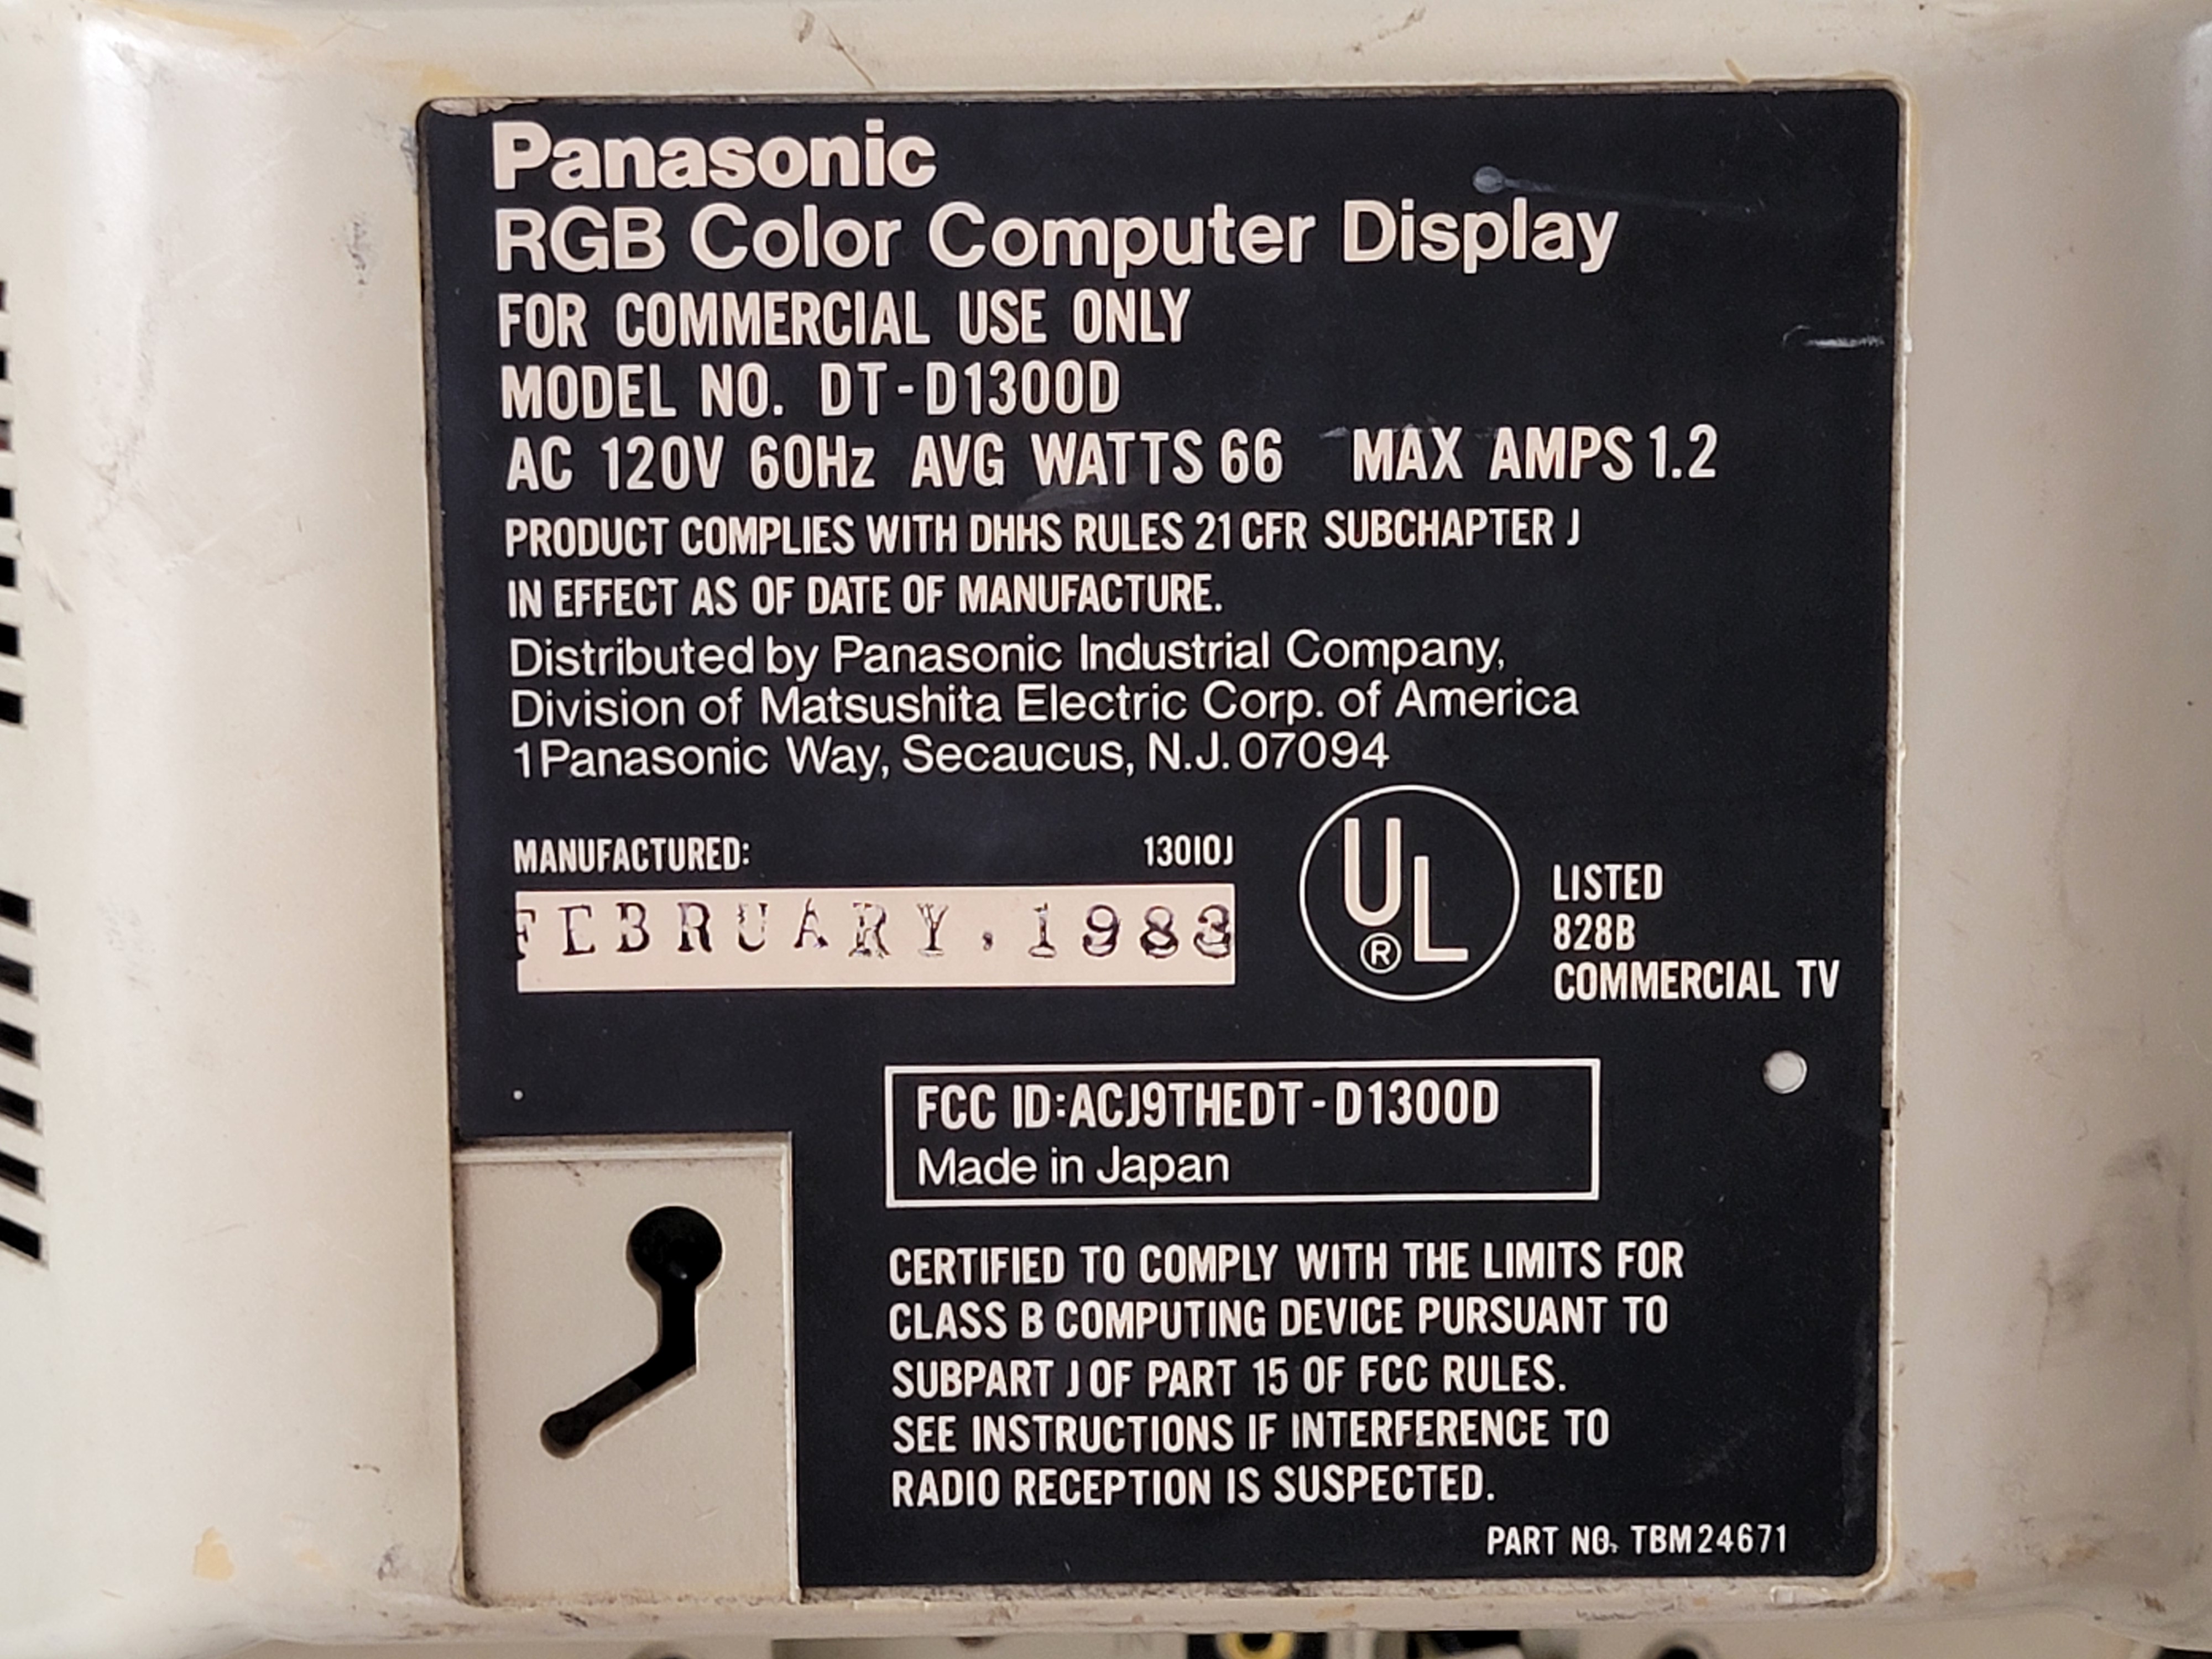 Panasonic
RGB Color Computer Display
FOR COMMERCIAL USE ONLY
MODEL NO. DT-D1300D
AC 120V 60Hz AVG WATTS 66 MAX AMPS 1.2
PRODUCT COMPLIES WITH DHHS RULES 21 CFR SUBCHAPTER J
IN EFFECT AS OF DATE OF MANUFACTURE.
Distributed by Panasonic Industrial Company,
Division of Matsushita Electric Corp. of America
1 Panasonic Way, Secaucus, N.J. 07094
MANUFACTURED: 13010J
FEBRUARY, 1983
UL ®
LISTED
828B
COMMERCIAL TV
FCC ID:ACJ9THEDT-D1300D
Made in Japan
CERTIFIED TO COMPLY WITH THE LIMITS FOR
CLASS B COMPUTING DEVICE PURSUANT TO
SUBPART J OF PART 15 OF FCC RULES.
SEE INSTRUCTIONS IF INTERFERENCE TO
RADIO RECEPTION IS SUSPECTED.
PART NO. TBM24671